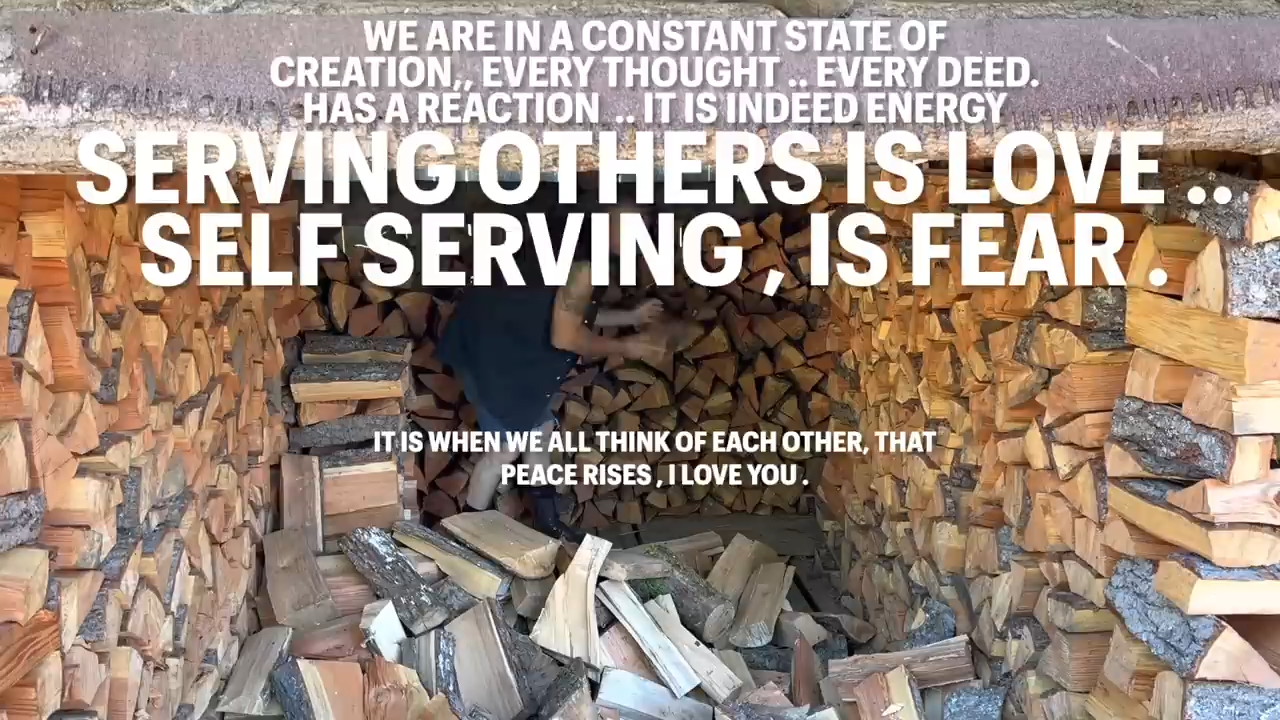 WE ARE IN A CONSTANT STATE OF
CREATION,, EVERY THOUGHT .. EVERY DEED.
HAS A REACTION .. IT IS INDEED ENERGY
SERVING OTHERS IS LOVE ..
SELF SERVING , IS FEAR .
IT IS WHEN WE ALL THINK OF EACH OTHER, THAT
PEACE RISES , I LOVE YOU .